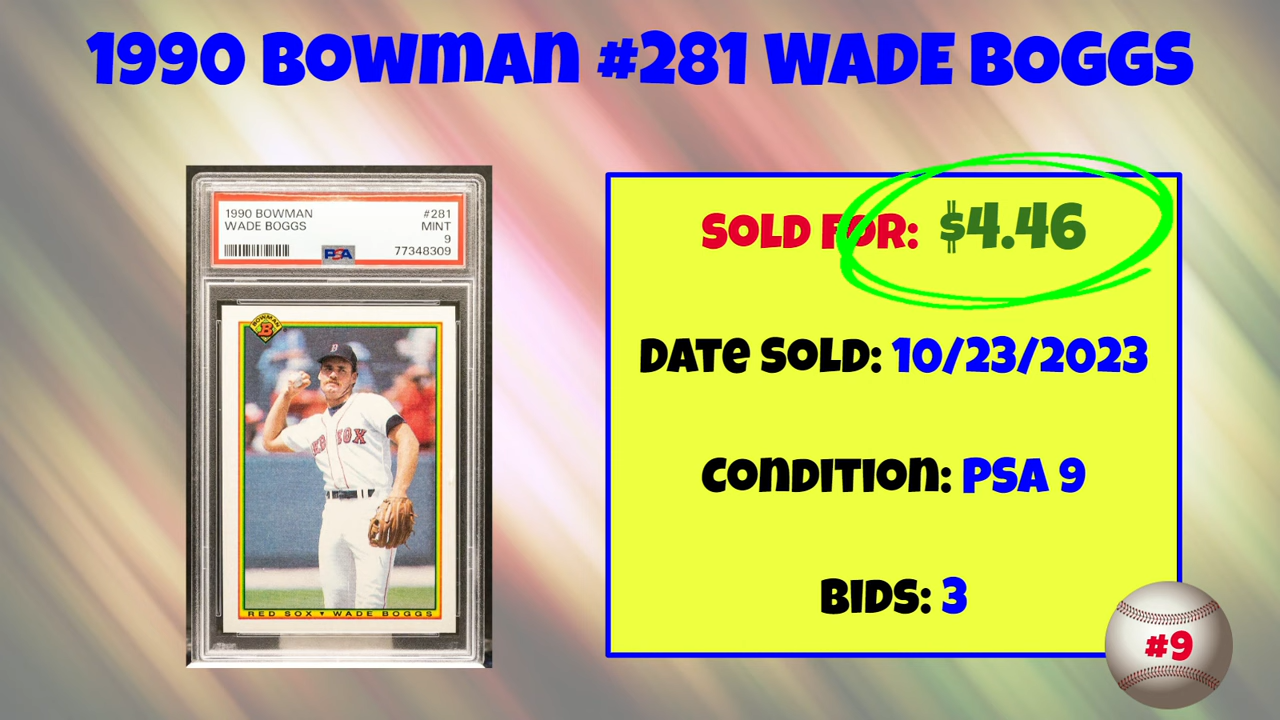 1990 BOWMAN #281 WADE BOGGS
1990 BOWMAN #281
WADE BOGGS MINT
9
PSA 77348309
BOWMAN
B
B
RED SOX
RED SOX ▼ WADE BOGGS
SOLD FOR: $4.46
DATE SOLD: 10/23/2023
CONDITION: PSA 9
BIDS: 3
#9